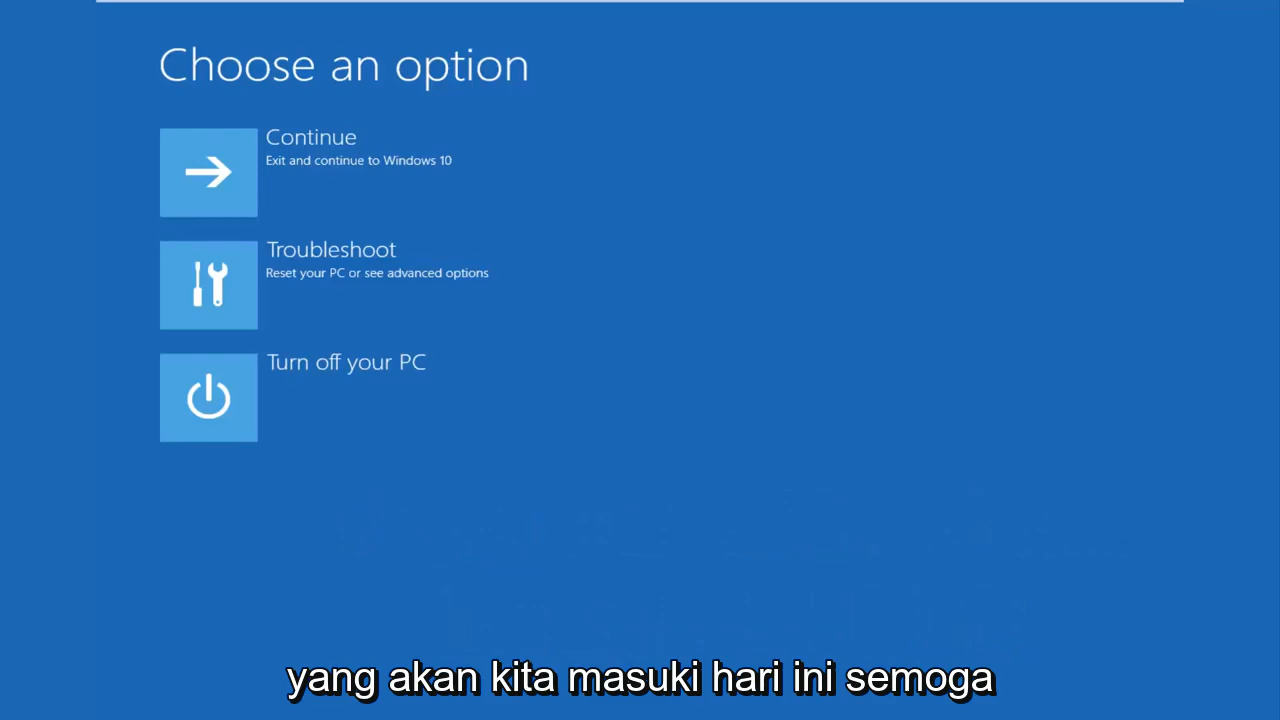 Choose an option
Continue
Exit and continue to Windows 10
Troubleshoot
Reset your PC or see advanced options
Turn off your PC
yang akan kita masuki hari ini semoga